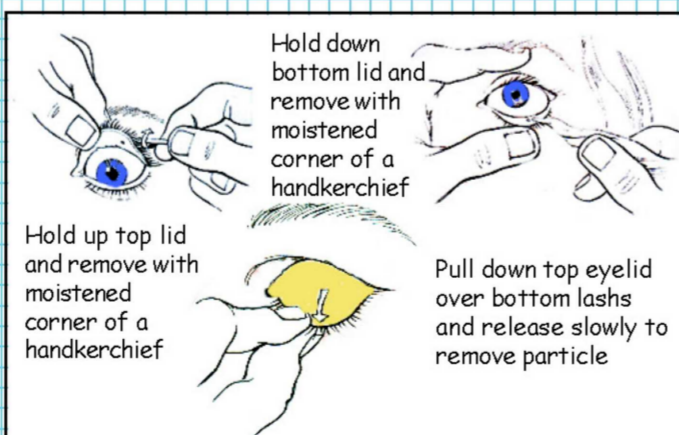 Hold down
bottom lid and
remove with
moistened
corner of a
handkerchief
Hold up top lid
and remove with
moistened
corner of a
handkerchief
Pull down top eyelid
over bottom lashs
and release slowly to
remove particle